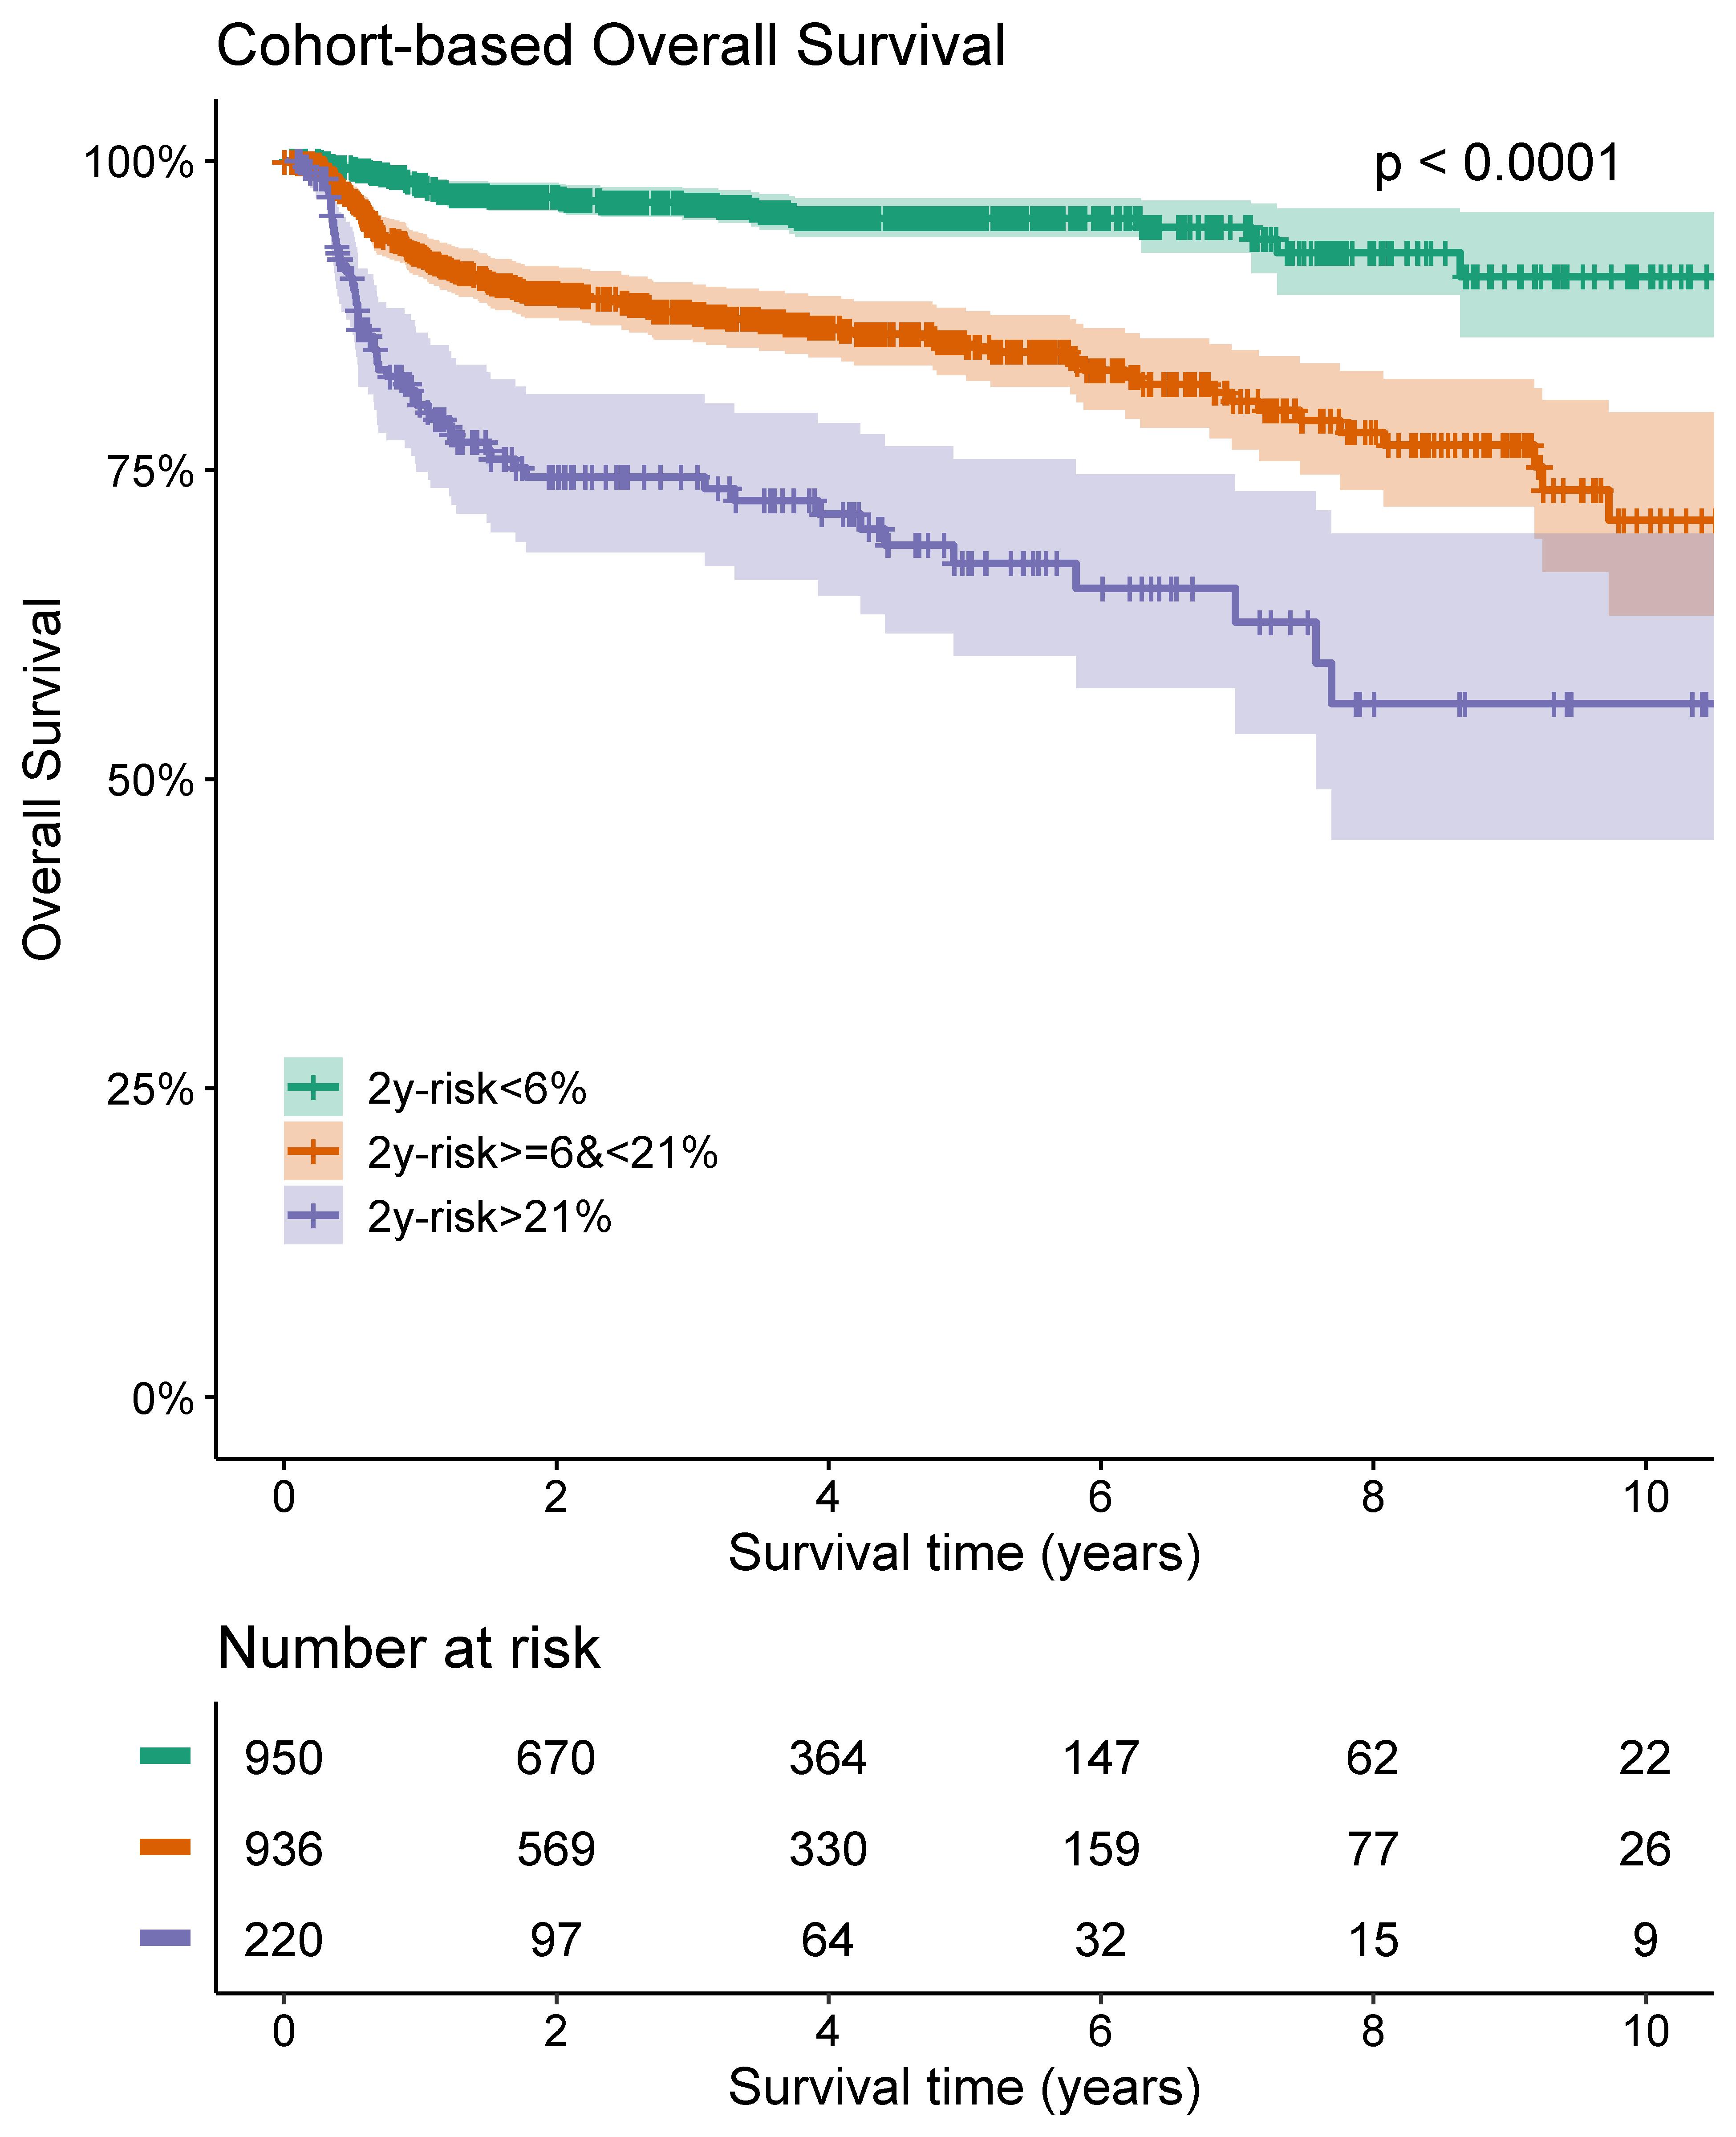 Cohort-based Overall Survival
p < 0.0001
100%
75%
50%
25%
0%
Overall Survival
2y-risk<6%
2y-risk>=6&<21%
2y-risk>21%
0 2 4 6 8 10
Survival time (years)
Number at risk
950 670 364 147 62 22
936 569 330 159 77 26
220 97 64 32 15 9
0 2 4 6 8 10
Survival time (years)